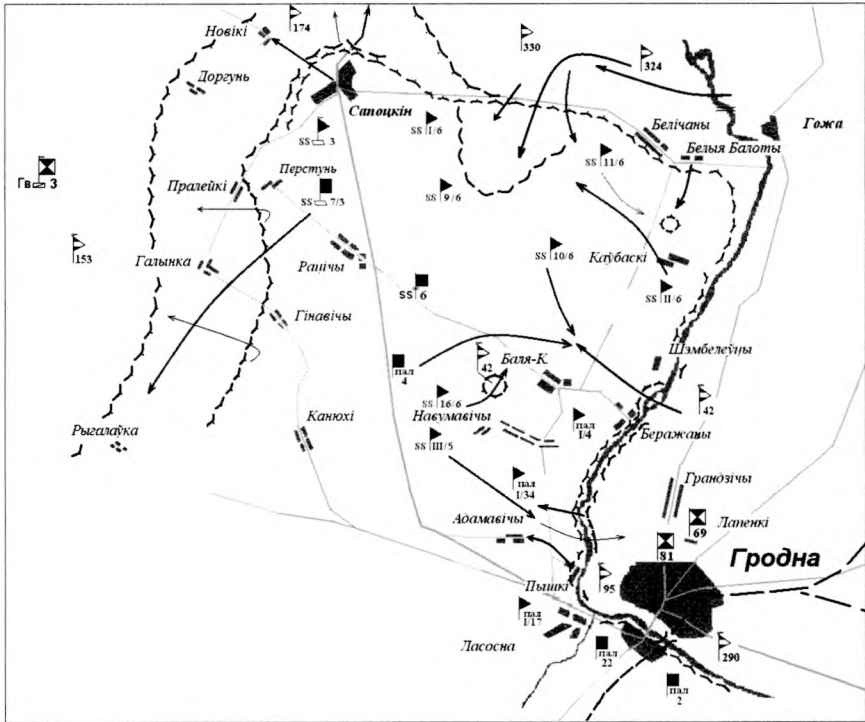 Новікі
174
330
324
Доргунь
Сапоцкін
Гожа
SS I/6
SS 3
Белічаны
Белыя Балоты
SS 11/6
Гв 3
Перстунь
Пралейкі
SS 7/3
SS 9/6
153
Рацічы
Каўбаскі
SS 10/6
Галынка
SS 6
SS II/6
Гінавічы
Шэмбелеўцы
Баля-К.
42
пал
4
42
SS 16/6
Навумавічы
Канюхі
Рыгалаўка
SS III/5
пал
I/4
Беражаны
Грандзічы
пал
I/34
Адамавічы
Лапенкі
69
81
Гродна
Пышкі
95
пал
I/17
Ласосна
пал
22
290
пал
2